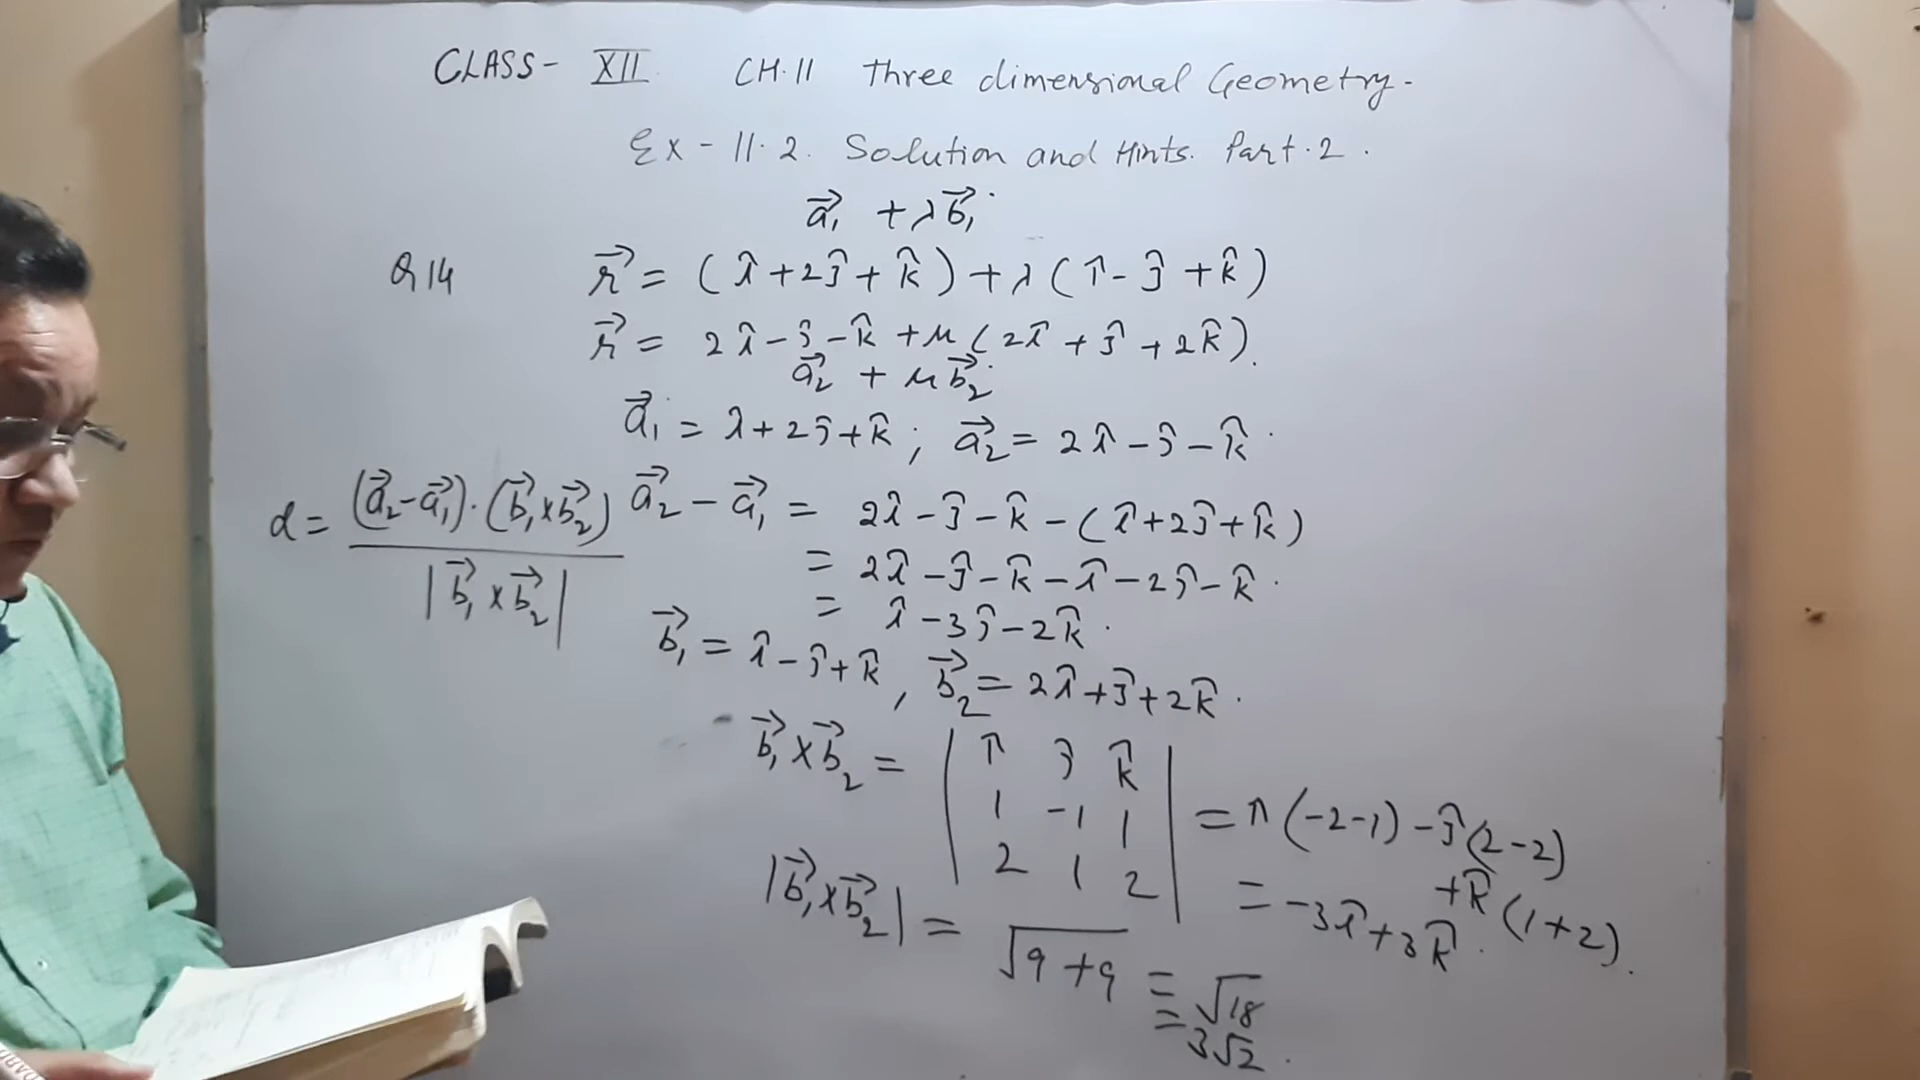 CLASS - XII CH.11 Three dimensional Geometry -
Ex - 11.2. Solution and Hints. Part.2.
a⃗₁ + λb⃗₁
Q14 r⃗ = (î+2ĵ+k̂)+λ(î-ĵ+k̂)
r⃗ = 2î-ĵ-k̂+μ(2î+ĵ+2k̂).
a⃗₂ + μb⃗₂
a⃗₁ = î+2ĵ+k̂ ; a⃗₂ = 2î-ĵ-k̂.
d = (a⃗₂-a⃗₁)·(b⃗₁×b⃗₂) / |b⃗₁×b⃗₂|
a⃗₂ - a⃗₁ = 2î-ĵ-k̂-(î+2ĵ+k̂)
= 2î-ĵ-k̂-î-2ĵ-k̂.
= î-3ĵ-2k̂.
b⃗₁ = î-ĵ+k̂, b⃗₂ = 2î+ĵ+2k̂.
b⃗₁×b⃗₂ = | î ĵ k̂ |
| 1 -1 1 | = î(-2-1)-ĵ(2-2)
| 2 1 2 | +k̂(1+2).
= -3î+3k̂.
|b⃗₁×b⃗₂| = √9+9 = √18
= 3√2.